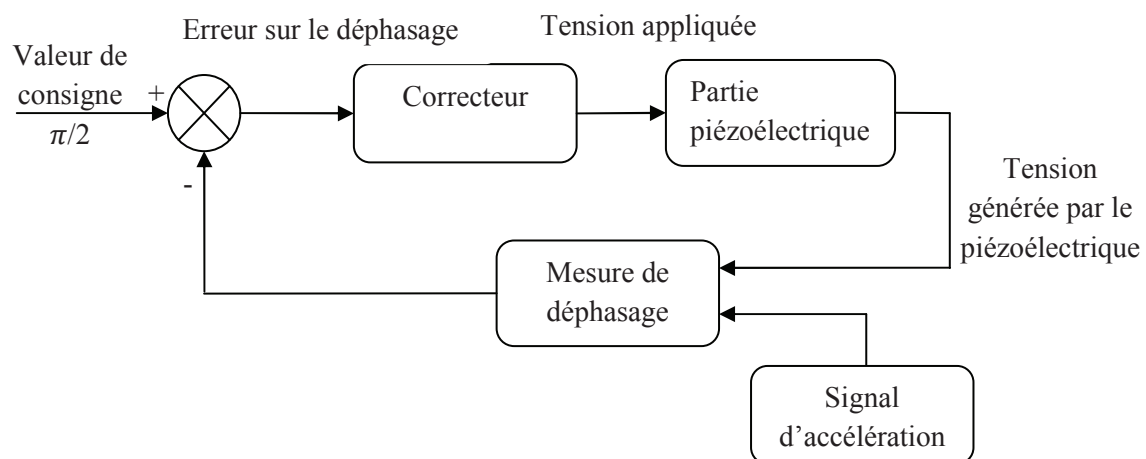 Erreur sur le déphasage
Tension appliquée
Valeur de
consigne
+
π/2
-
Correcteur
Partie
piézoélectrique
Tension
générée par le
piézoélectrique
Mesure de
déphasage
Signal
d’accélération